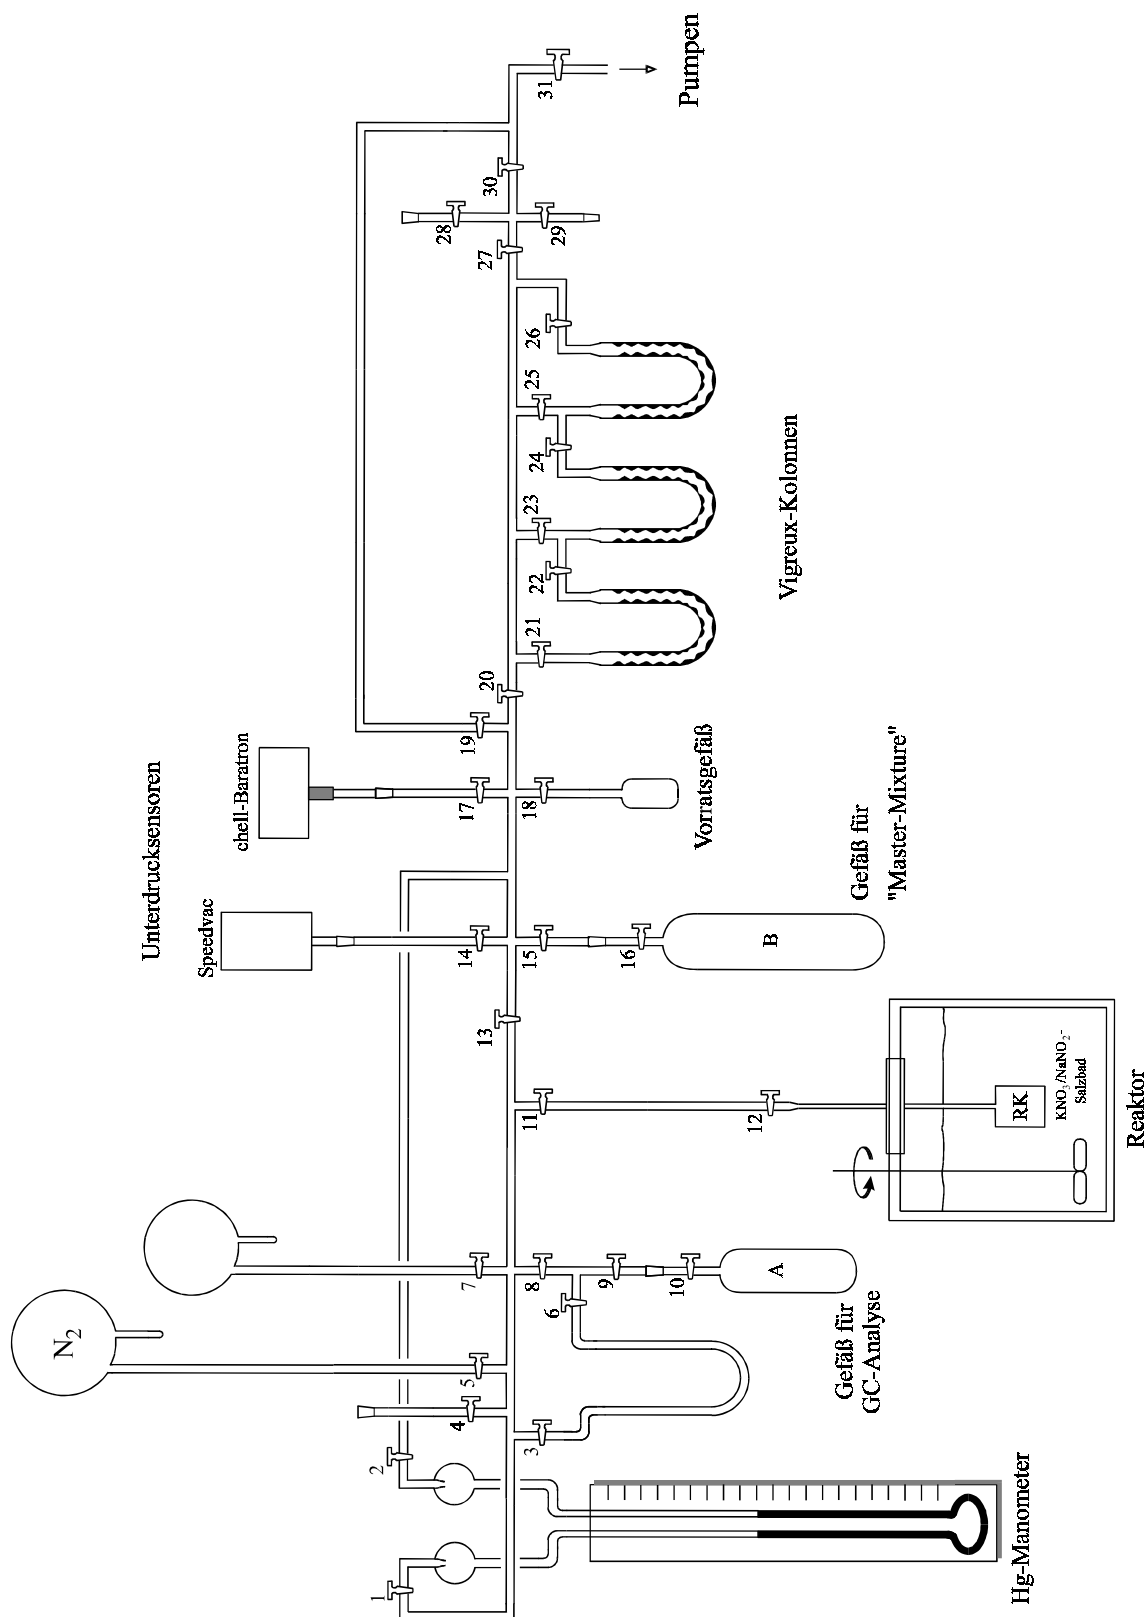 Unterdrucksensoren
Speedvac
chell-Baratron
N2
1
2
3
4
5
6
7
8
9
10
11
12
13
14
15
16
17
18
19
20
21
22
23
24
25
26
27
28
29
30
31
Pumpen
Hg-Manometer
A
Gefäß für
GC-Analyse
RK
KNO3/NaNO2-
Salzbad
Reaktor
B
Gefäß für
"Master-Mixture"
Vorratsgefäß
Vigreux-Kolonnen